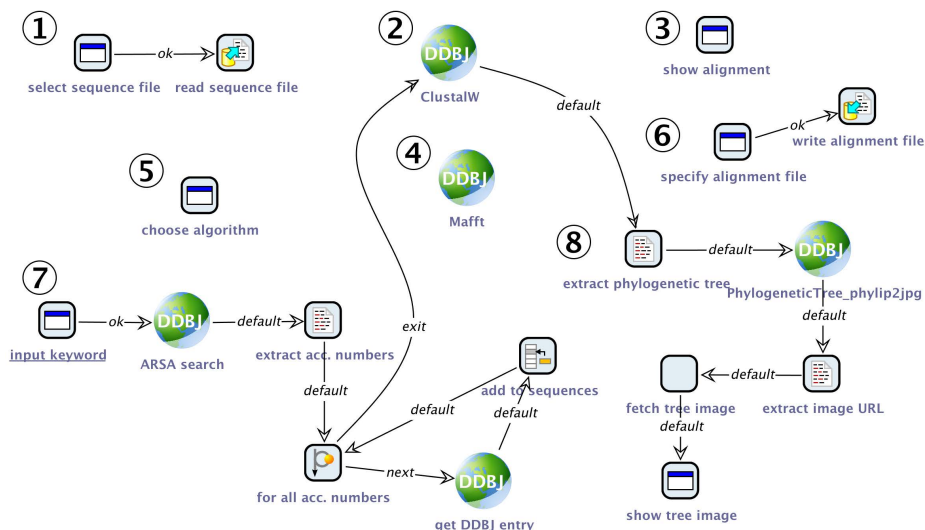 1
select sequence file
ok
read sequence file
2
DDBJ
ClustalW
default
3
show alignment
4
DDBJ
Mafft
5
choose algorithm
6
specify alignment file
ok
write alignment file
7
input keyword
ok
DDBJ
ARSA search
default
extract acc. numbers
default
for all acc. numbers
exit
next
DDBJ
get DDBJ entry
default
add to sequences
default
8
extract phylogenetic tree
default
DDBJ
PhylogeneticTree_phylip2jpg
default
extract image URL
default
fetch tree image
default
show tree image